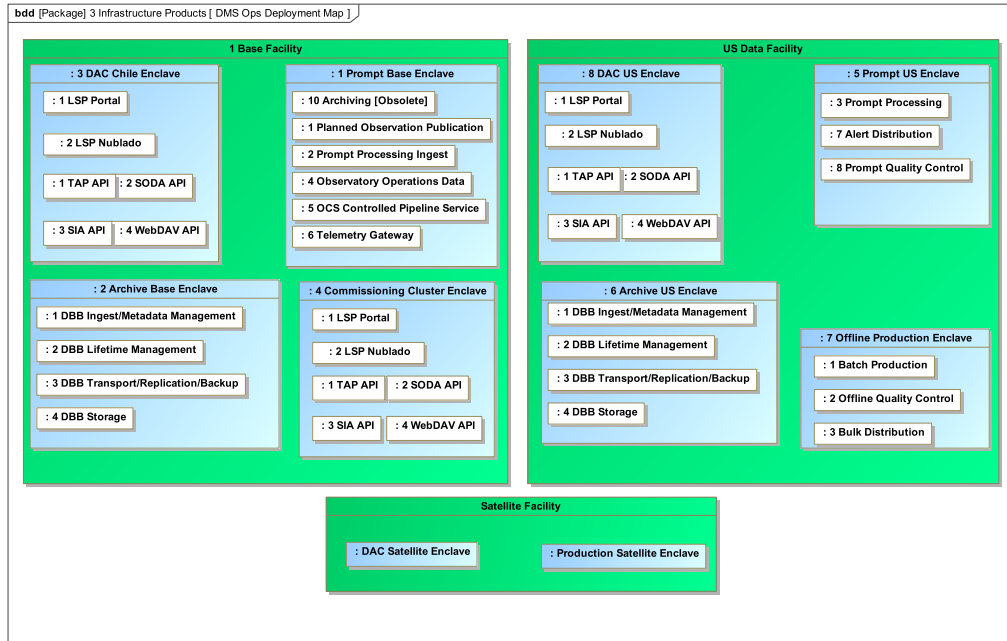 bdd [Package] 3 Infrastructure Products [ DMS Ops Deployment Map ]
1 Base Facility
: 3 DAC Chile Enclave
: 1 LSP Portal
: 2 LSP Nublado
: 1 TAP API
: 2 SODA API
: 3 SIA API
: 4 WebDAV API
: 1 Prompt Base Enclave
: 10 Archiving [Obsolete]
: 1 Planned Observation Publication
: 2 Prompt Processing Ingest
: 4 Observatory Operations Data
: 5 OCS Controlled Pipeline Service
: 6 Telemetry Gateway
: 2 Archive Base Enclave
: 1 DBB Ingest/Metadata Management
: 2 DBB Lifetime Management
: 3 DBB Transport/Replication/Backup
: 4 DBB Storage
: 4 Commissioning Cluster Enclave
: 1 LSP Portal
: 2 LSP Nublado
: 1 TAP API
: 2 SODA API
: 3 SIA API
: 4 WebDAV API
US Data Facility
: 8 DAC US Enclave
: 1 LSP Portal
: 2 LSP Nublado
: 1 TAP API
: 2 SODA API
: 3 SIA API
: 4 WebDAV API
: 5 Prompt US Enclave
: 3 Prompt Processing
: 7 Alert Distribution
: 8 Prompt Quality Control
: 6 Archive US Enclave
: 1 DBB Ingest/Metadata Management
: 2 DBB Lifetime Management
: 3 DBB Transport/Replication/Backup
: 4 DBB Storage
: 7 Offline Production Enclave
: 1 Batch Production
: 2 Offline Quality Control
: 3 Bulk Distribution
Satellite Facility
: DAC Satellite Enclave
: Production Satellite Enclave